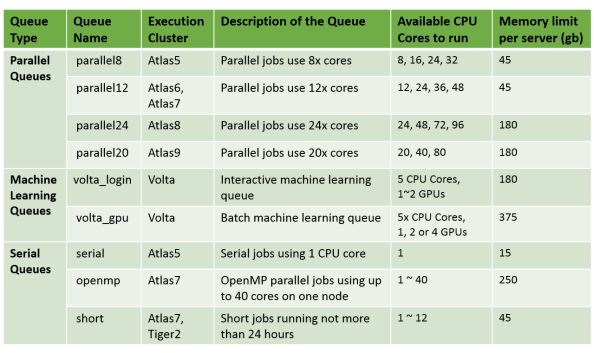 Queue Type | Queue Name | Execution Cluster | Description of the Queue | Available CPU Cores to run | Memory limit per server (gb)
Parallel Queues | parallel8 | Atlas5 | Parallel jobs use 8x cores | 8, 16, 24, 32 | 45
parallel12 | Atlas6, Atlas7 | Parallel jobs use 12x cores | 12, 24, 36, 48 | 45
parallel24 | Atlas8 | Parallel jobs use 24x cores | 24, 48, 72, 96 | 180
parallel20 | Atlas9 | Parallel jobs use 20x cores | 20, 40, 80 | 180
Machine Learning Queues | volta_login | Volta | Interactive machine learning queue | 5 CPU Cores, 1~2 GPUs | 180
volta_gpu | Volta | Batch machine learning queue | 5x CPU Cores, 1, 2 or 4 GPUs | 375
Serial Queues | serial | Atlas5 | Serial jobs using 1 CPU core | 1 | 15
openmp | Atlas7 | OpenMP parallel jobs using up to 40 cores on one node | 1 ~ 40 | 250
short | Atlas7, Tiger2 | Short jobs running not more than 24 hours | 1 ~ 12 | 45